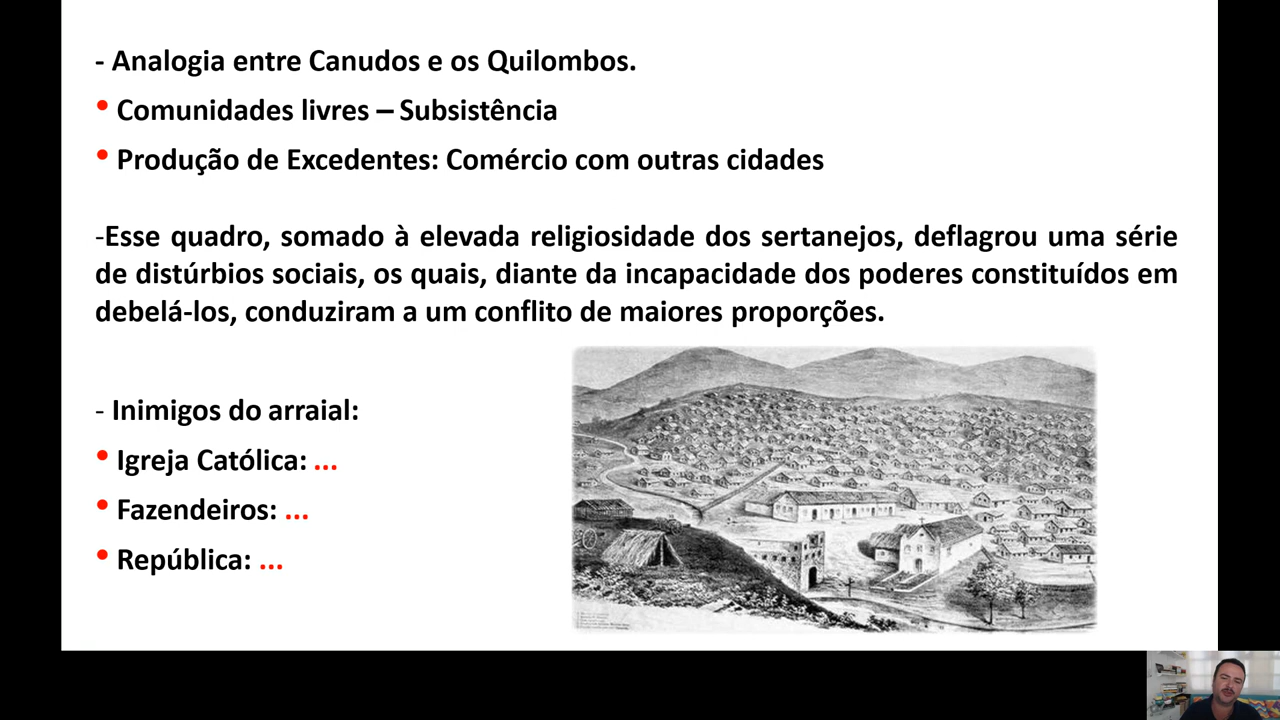 - Analogia entre Canudos e os Quilombos.
• Comunidades livres – Subsistência
• Produção de Excedentes: Comércio com outras cidades
-Esse quadro, somado à elevada religiosidade dos sertanejos, deflagrou uma série
de distúrbios sociais, os quais, diante da incapacidade dos poderes constituídos em
debelá-los, conduziram a um conflito de maiores proporções.
- Inimigos do arraial:
• Igreja Católica: ...
• Fazendeiros: ...
• República: ...